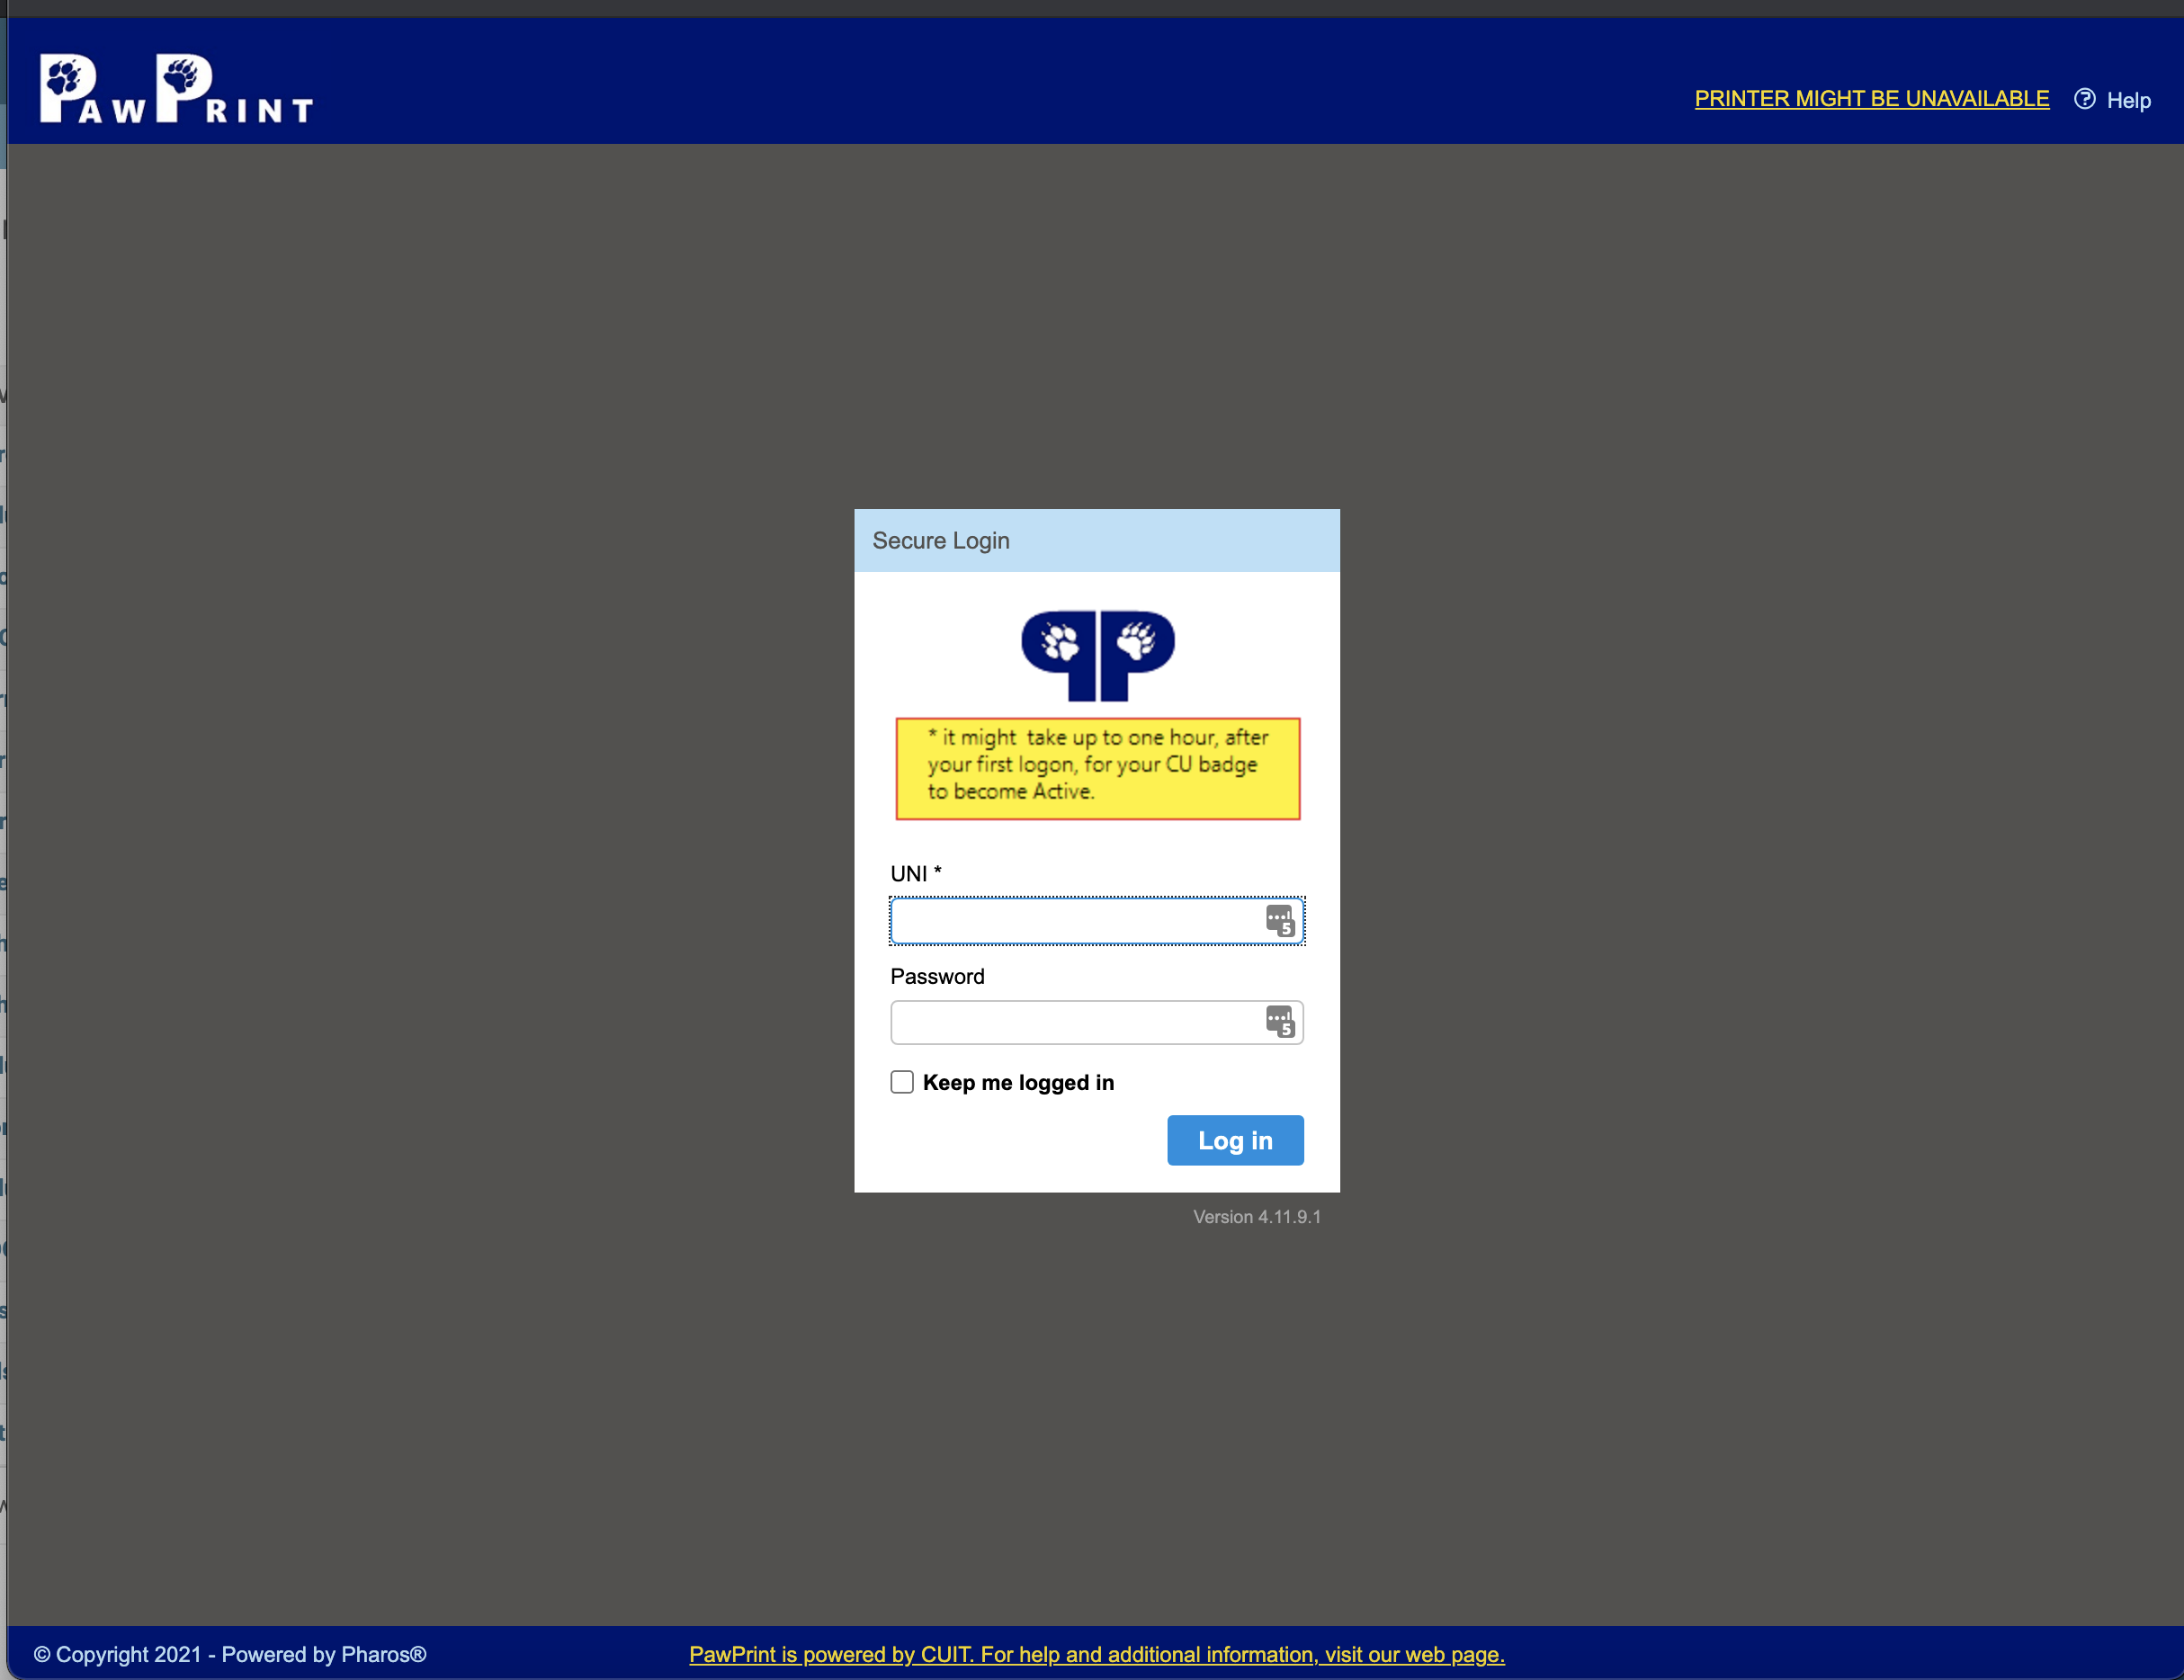 PAWPRINT
PRINTER MIGHT BE UNAVAILABLE
Help
Secure Login
* it might take up to one hour, after
your first logon, for your CU badge
to become Active.
UNI *
5
Password
5
Keep me logged in
Log in
Version 4.11.9.1
© Copyright 2021 - Powered by Pharos®
PawPrint is powered by CUIT. For help and additional information, visit our web page.